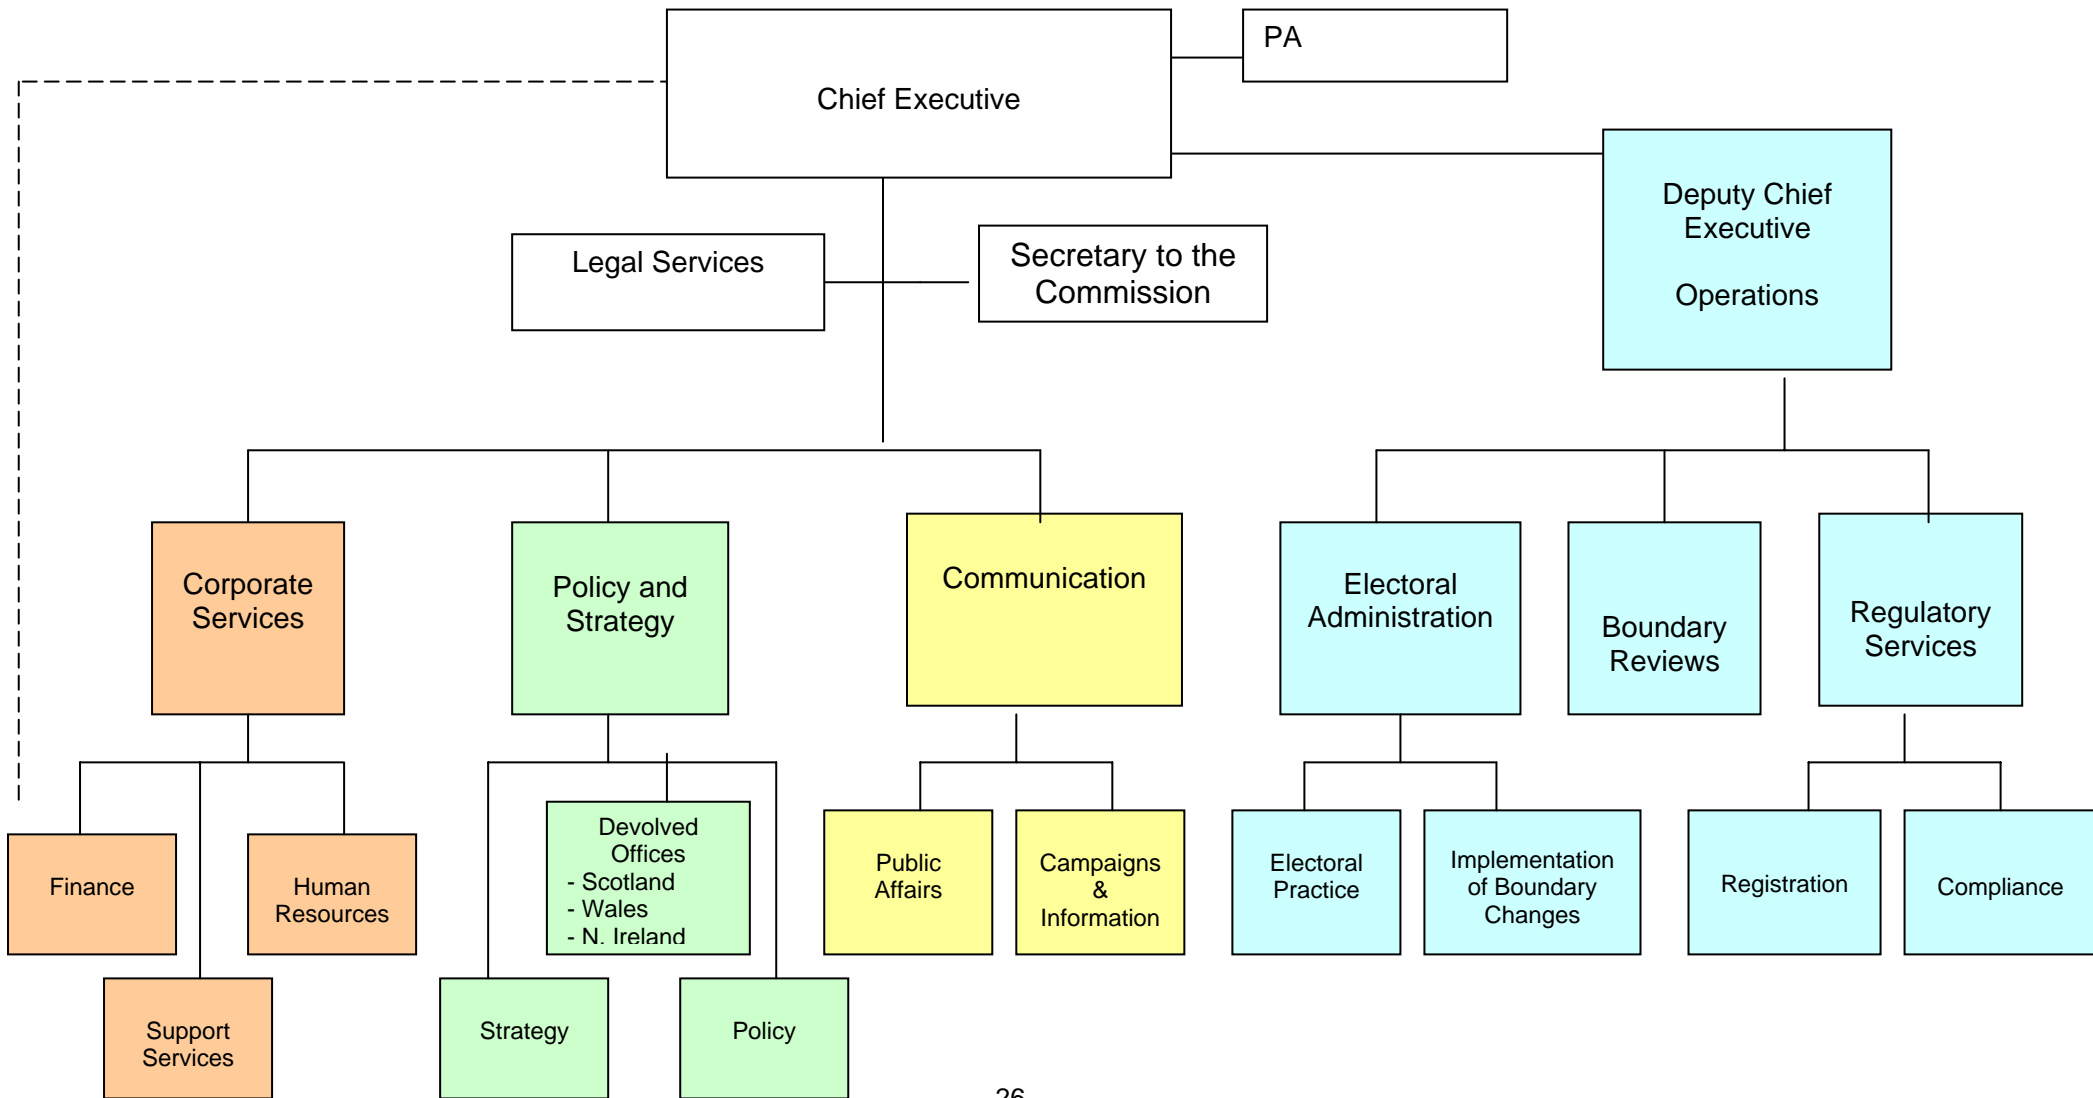 PA
Chief Executive
Deputy Chief
Executive
Operations
Legal Services
Secretary to the
Commission
Corporate
Services
Policy and
Strategy
Communication
Electoral
Administration
Boundary
Reviews
Regulatory
Services
Finance
Human
Resources
Devolved
Offices
- Scotland
- Wales
- N. Ireland
Public
Affairs
Campaigns
&
Information
Electoral
Practice
Implementation
of Boundary
Changes
Registration
Compliance
Support
Services
Strategy
Policy
26